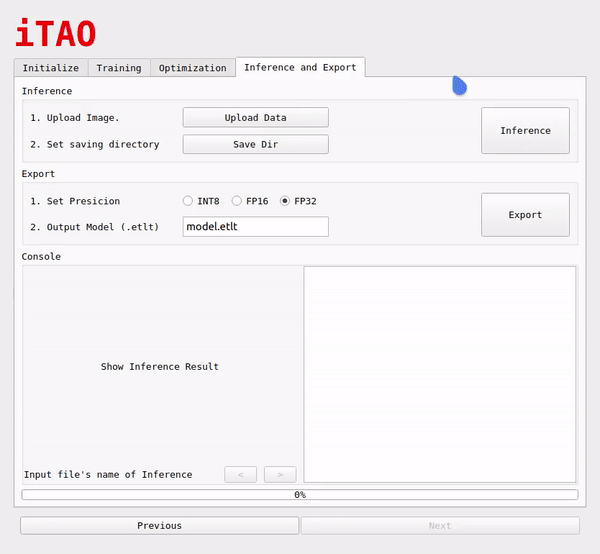 iTAO
Initialize Training Optimization Inference and Export
Inference
1. Upload Image. Upload Data
Inference
2. Set saving directory Save Dir
Export
1. Set Presicion INT8 FP16 FP32
Export
2. Output Model (.etlt) model.etlt
Console
Show Inference Result
Input file's name of Inference < >
0%
Previous Next